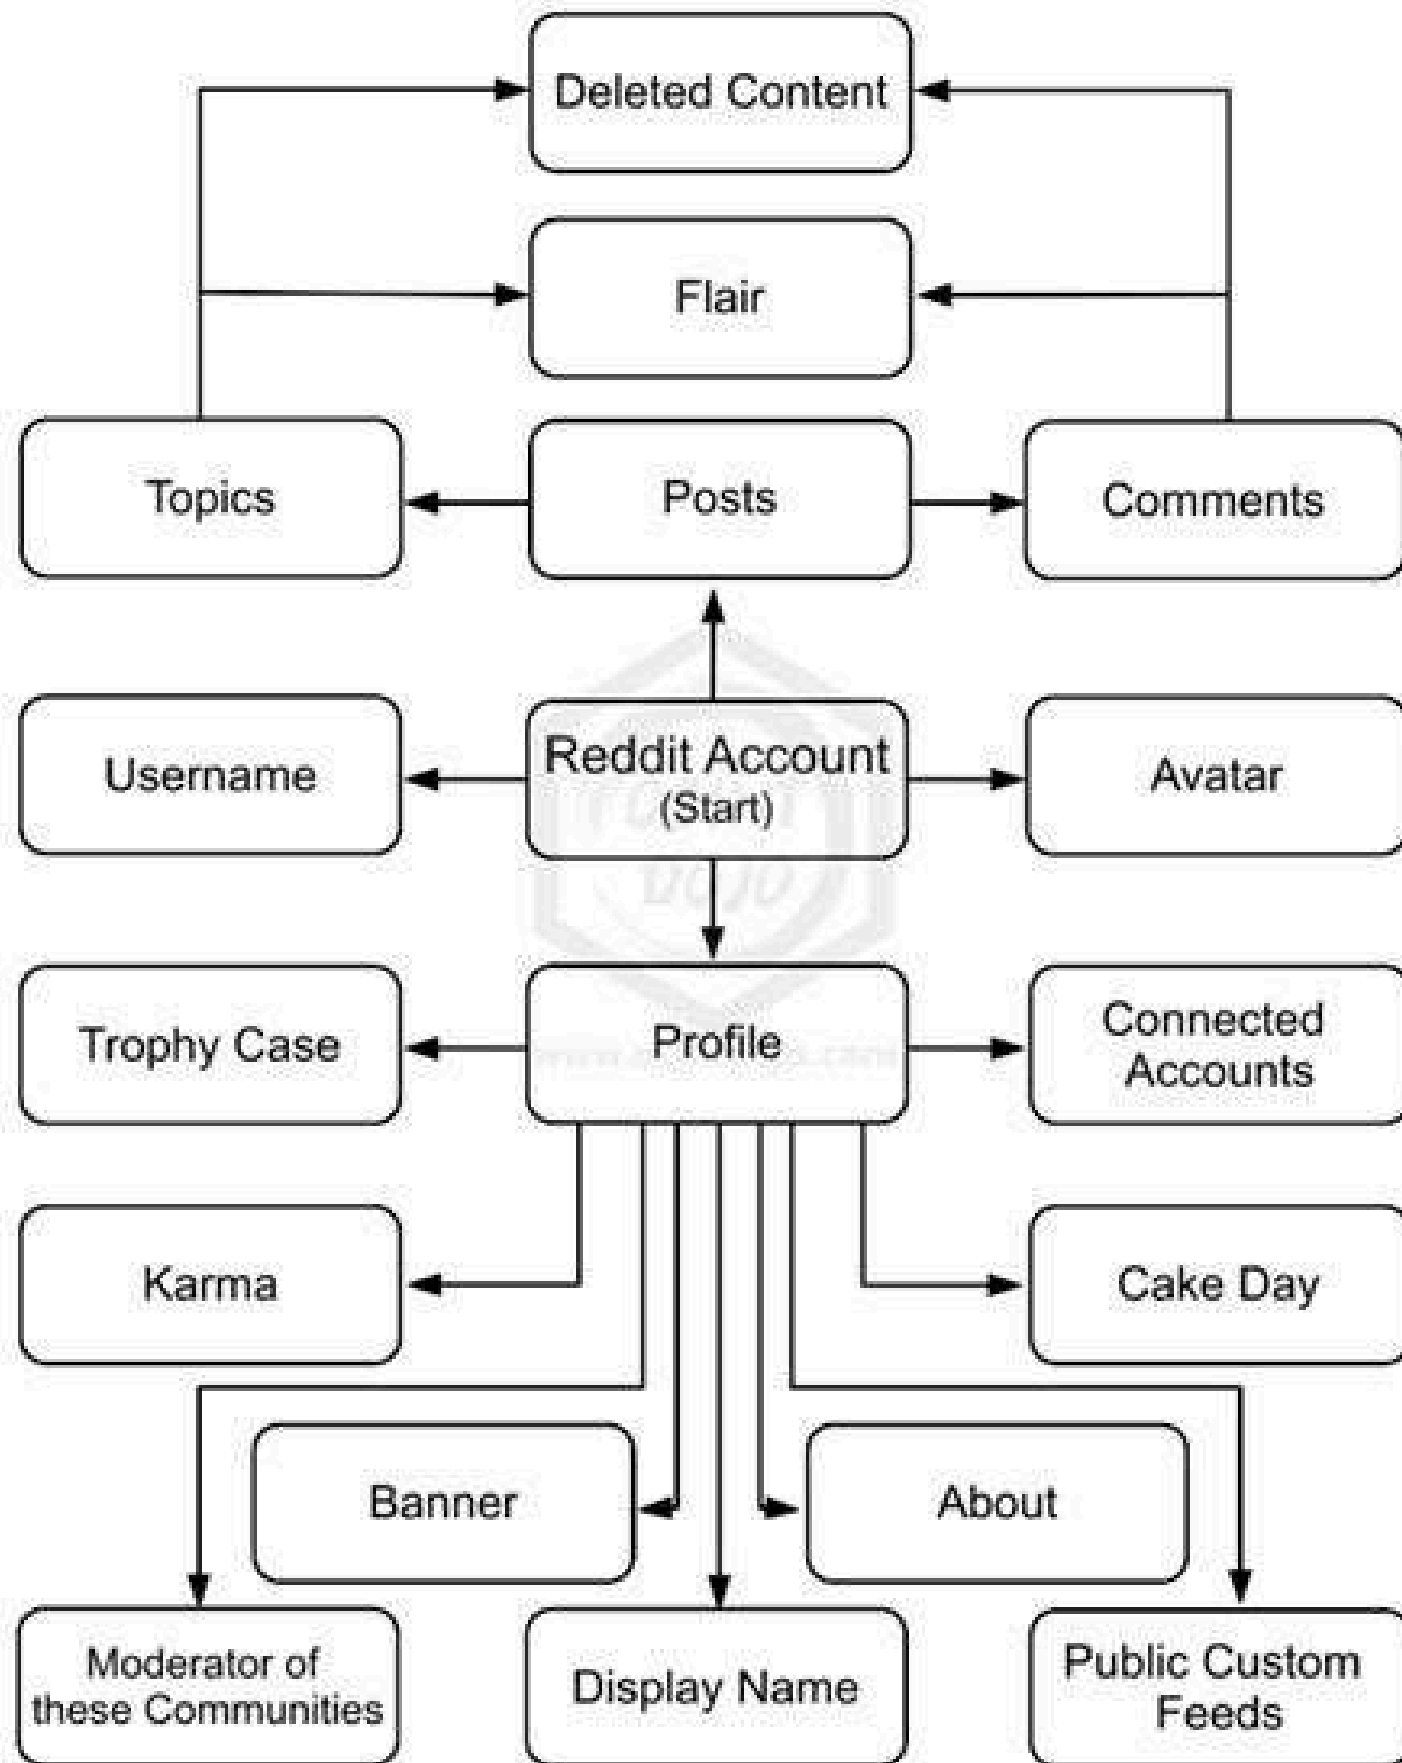 Deleted Content
Flair
Topics
Posts
Comments
Username
Reddit Account
(Start)
Avatar
Trophy Case
Profile
Connected
Accounts
Karma
Cake Day
Banner
About
Moderator of
these Communities
Display Name
Public Custom
Feeds